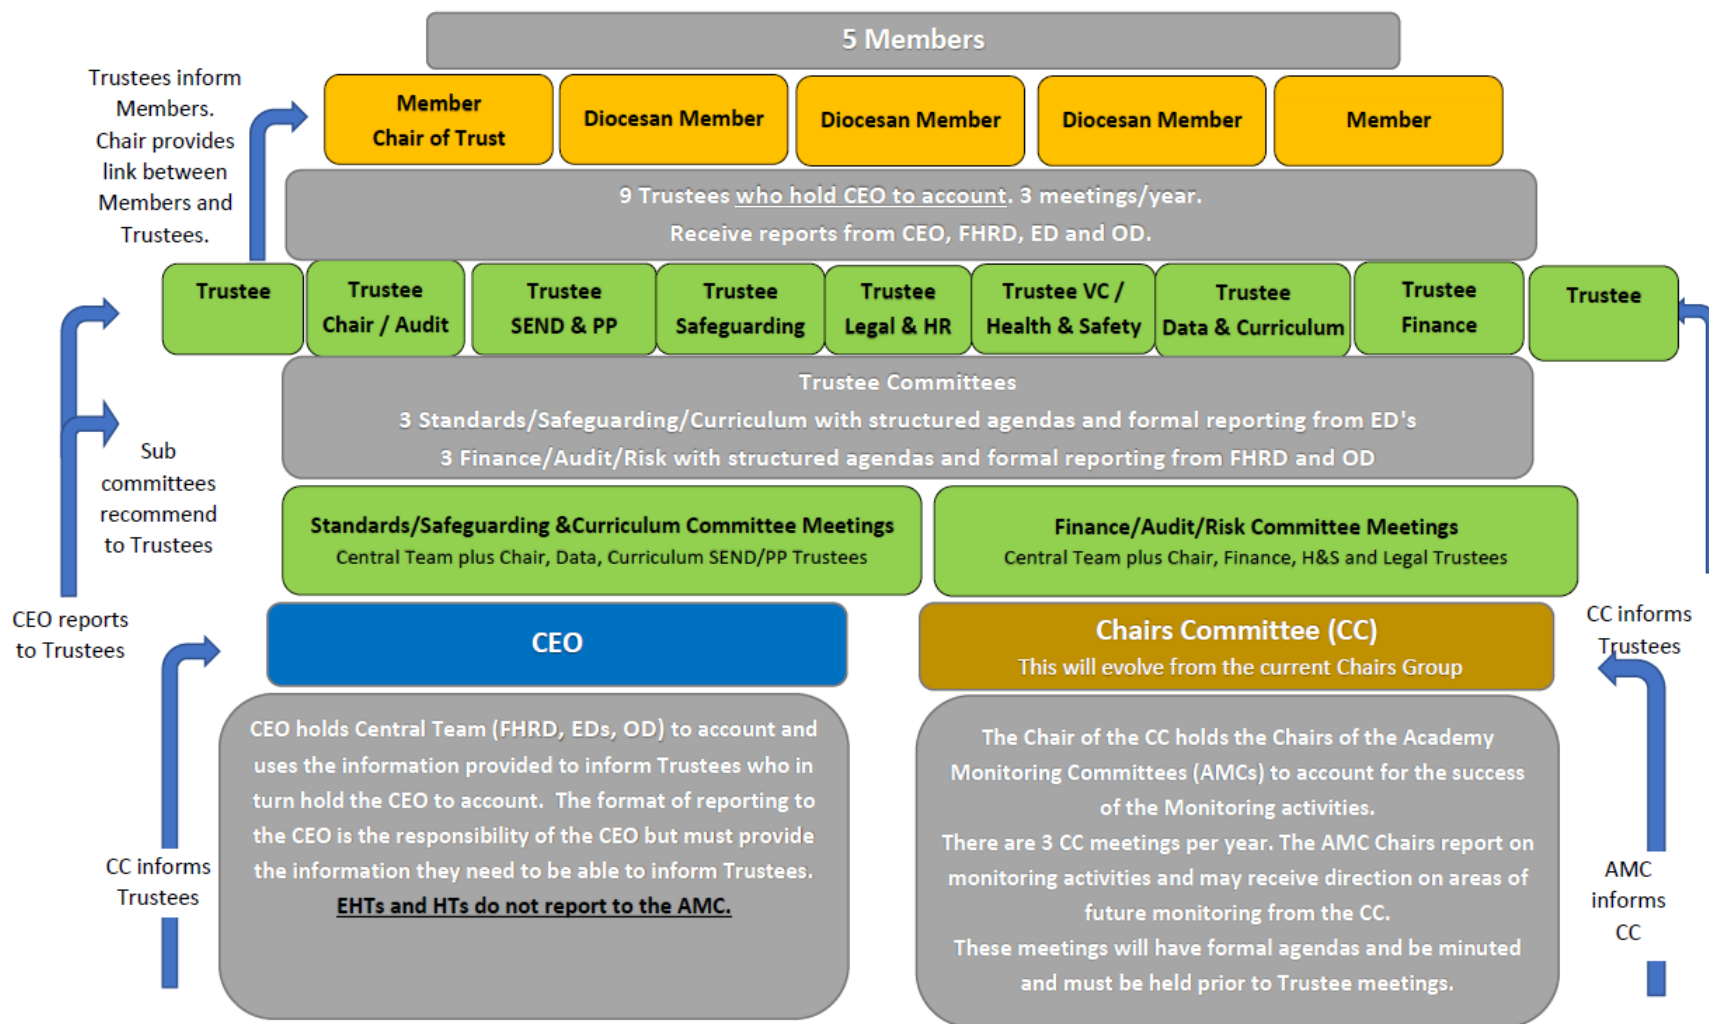 5 Members
Trustees inform
Members.
Chair provides
link between
Members and
Trustees.
Member
Chair of Trust
Diocesan Member
Diocesan Member
Diocesan Member
Member
9 Trustees who hold CEO to account. 3 meetings/year.
Receive reports from CEO, FHRD, ED and OD.
Trustee
Trustee
Chair / Audit
Trustee
SEND & PP
Trustee
Safeguarding
Trustee
Legal & HR
Trustee VC /
Health & Safety
Trustee
Data & Curriculum
Trustee
Finance
Trustee
Trustee Committees
3 Standards/Safeguarding/Curriculum with structured agendas and formal reporting from ED's
3 Finance/Audit/Risk with structured agendas and formal reporting from FHRD and OD
Sub
committees
recommend
to Trustees
Standards/Safeguarding &Curriculum Committee Meetings
Central Team plus Chair, Data, Curriculum SEND/PP Trustees
Finance/Audit/Risk Committee Meetings
Central Team plus Chair, Finance, H&S and Legal Trustees
CEO reports
to Trustees
CEO
Chairs Committee (CC)
This will evolve from the current Chairs Group
CC informs
Trustees
CEO holds Central Team (FHRD, EDs, OD) to account and
uses the information provided to inform Trustees who in
turn hold the CEO to account.  The format of reporting to
the CEO is the responsibility of the CEO but must provide
the information they need to be able to inform Trustees.
EHTs and HTs do not report to the AMC.
The Chair of the CC holds the Chairs of the Academy
Monitoring Committees (AMCs) to account for the success
of the Monitoring activities.
There are 3 CC meetings per year. The AMC Chairs report on
monitoring activities and may receive direction on areas of
future monitoring from the CC.
These meetings will have formal agendas and be minuted
and must be held prior to Trustee meetings.
CC informs
Trustees
AMC
informs
CC